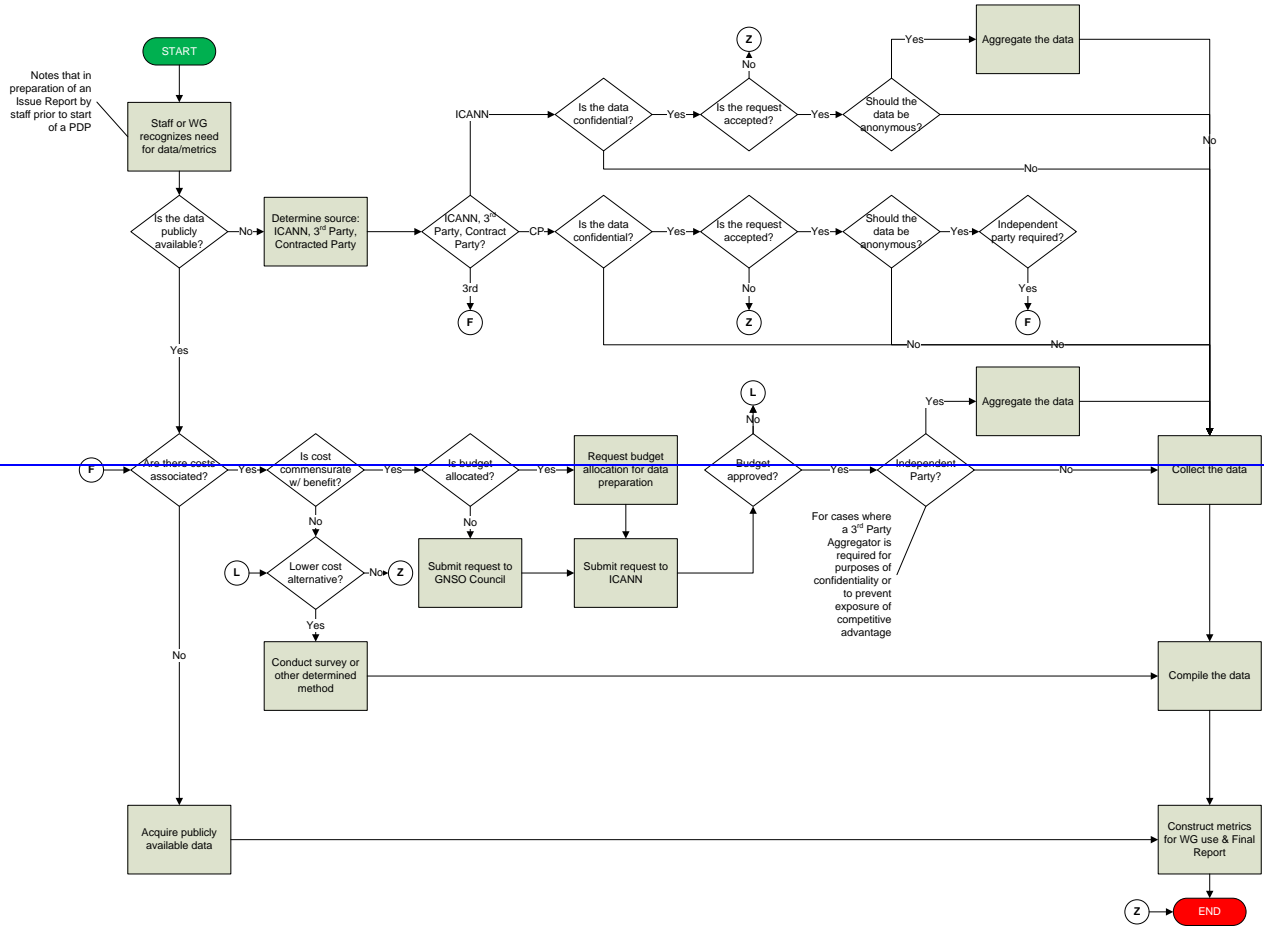 START
Notes that in
preparation of an
Issue Report by
staff prior to start
of a PDP
Staff or WG
recognizes need
for data/metrics
Is the data
publicly
available?
No
Determine source:
ICANN, 3rd Party,
Contracted Party
ICANN, 3rd
Party, Contract
Party?
ICANN
Is the data
confidential?
Yes
Is the request
accepted?
No
Z
Yes
Should the
data be
anonymous?
Yes
Aggregate the data
No
No
CP
Is the data
confidential?
Yes
Is the request
accepted?
Yes
Should the
data be
anonymous?
Yes
Independent
party required?
3rd
F
No
Z
Yes
F
No
No
Yes
F
Are there costs
associated?
Yes
Is cost
commensurate
w/ benefit?
Yes
Is budget
allocated?
Yes
Request budget
allocation for data
preparation
L
No
Budget
approved?
Yes
Independent
Party?
Yes
Aggregate the data
No
Collect the data
No
L
Lower cost
alternative?
No
Z
No
Submit request to
GNSO Council
Submit request to
ICANN
For cases where
a 3rd Party
Aggregator is
required for
purposes of
confidentiality or
to prevent
exposure of
competitive
advantage
Yes
Conduct survey or
other determined
method
Compile the data
No
Acquire publicly
available data
Construct metrics
for WG use & Final
Report
Z
END